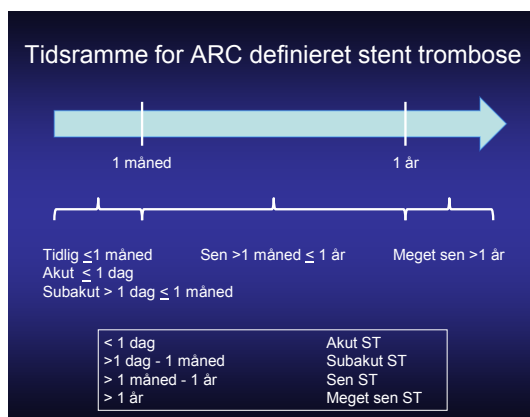 Tidsramme for ARC definieret stent trombose
1 måned 1 år
Tidlig ≤1 måned Sen >1 måned ≤ 1 år Meget sen >1 år
Akut ≤ 1 dag
Subakut > 1 dag ≤ 1 måned
< 1 dag Akut ST
>1 dag - 1 måned Subakut ST
> 1 måned - 1 år Sen ST
> 1 år Meget sen ST